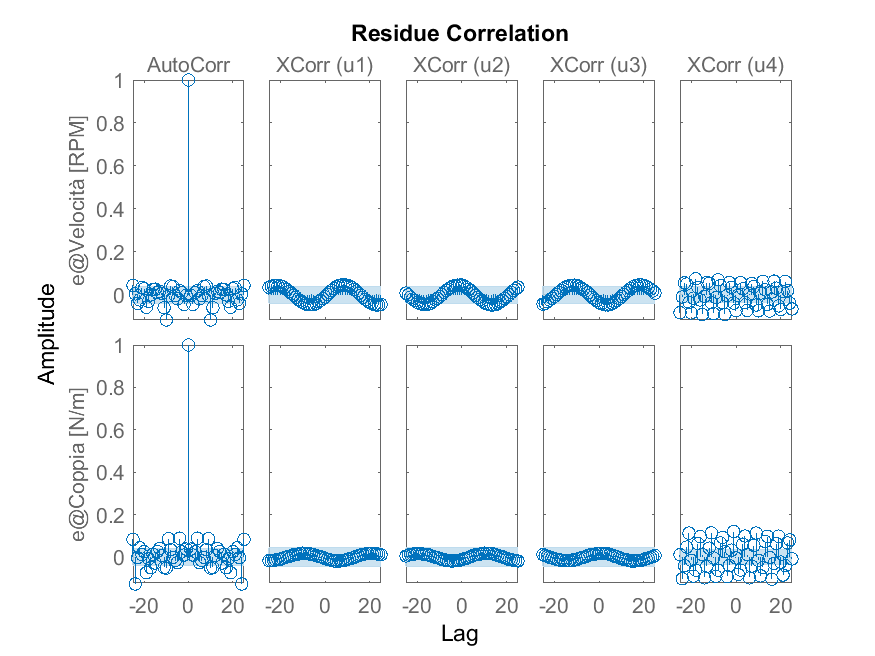 Residue Correlation
AutoCorr XCorr (u1) XCorr (u2) XCorr (u3) XCorr (u4)
e@Velocità [RPM]
1
0.8
0.6
0.4
0.2
0
Amplitude
e@Coppia [N/m]
1
0.8
0.6
0.4
0.2
0
-20 0 20 -20 0 20 -20 0 20 -20 0 20 -20 0 20
Lag